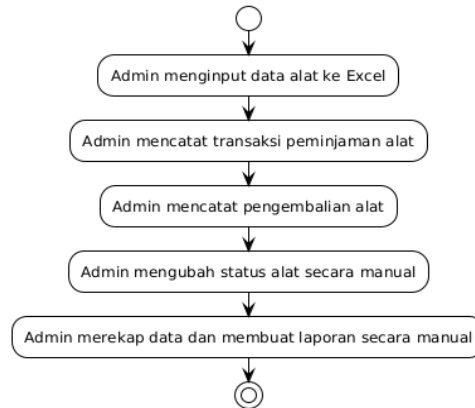 Admin menginput data alat ke Excel
Admin mencatat transaksi peminjaman alat
Admin mencatat pengembalian alat
Admin mengubah status alat secara manual
Admin merekap data dan membuat laporan secara manual